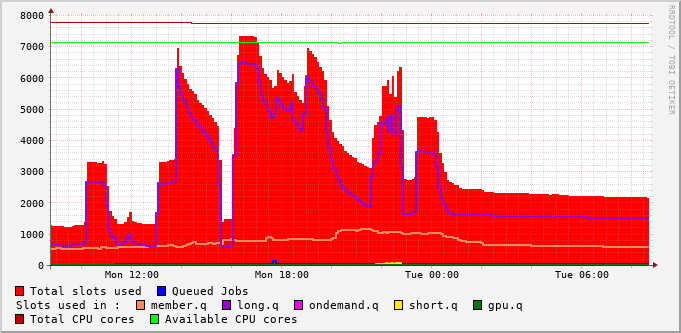 RRDTOOL / TOBI OETIKER
8000
7000
6000
5000
4000
3000
2000
1000
0
Mon 12:00 Mon 18:00 Tue 00:00 Tue 06:00
Total slots used Queued Jobs
Slots used in : member.q long.q ondemand.q short.q gpu.q
Total CPU cores Available CPU cores